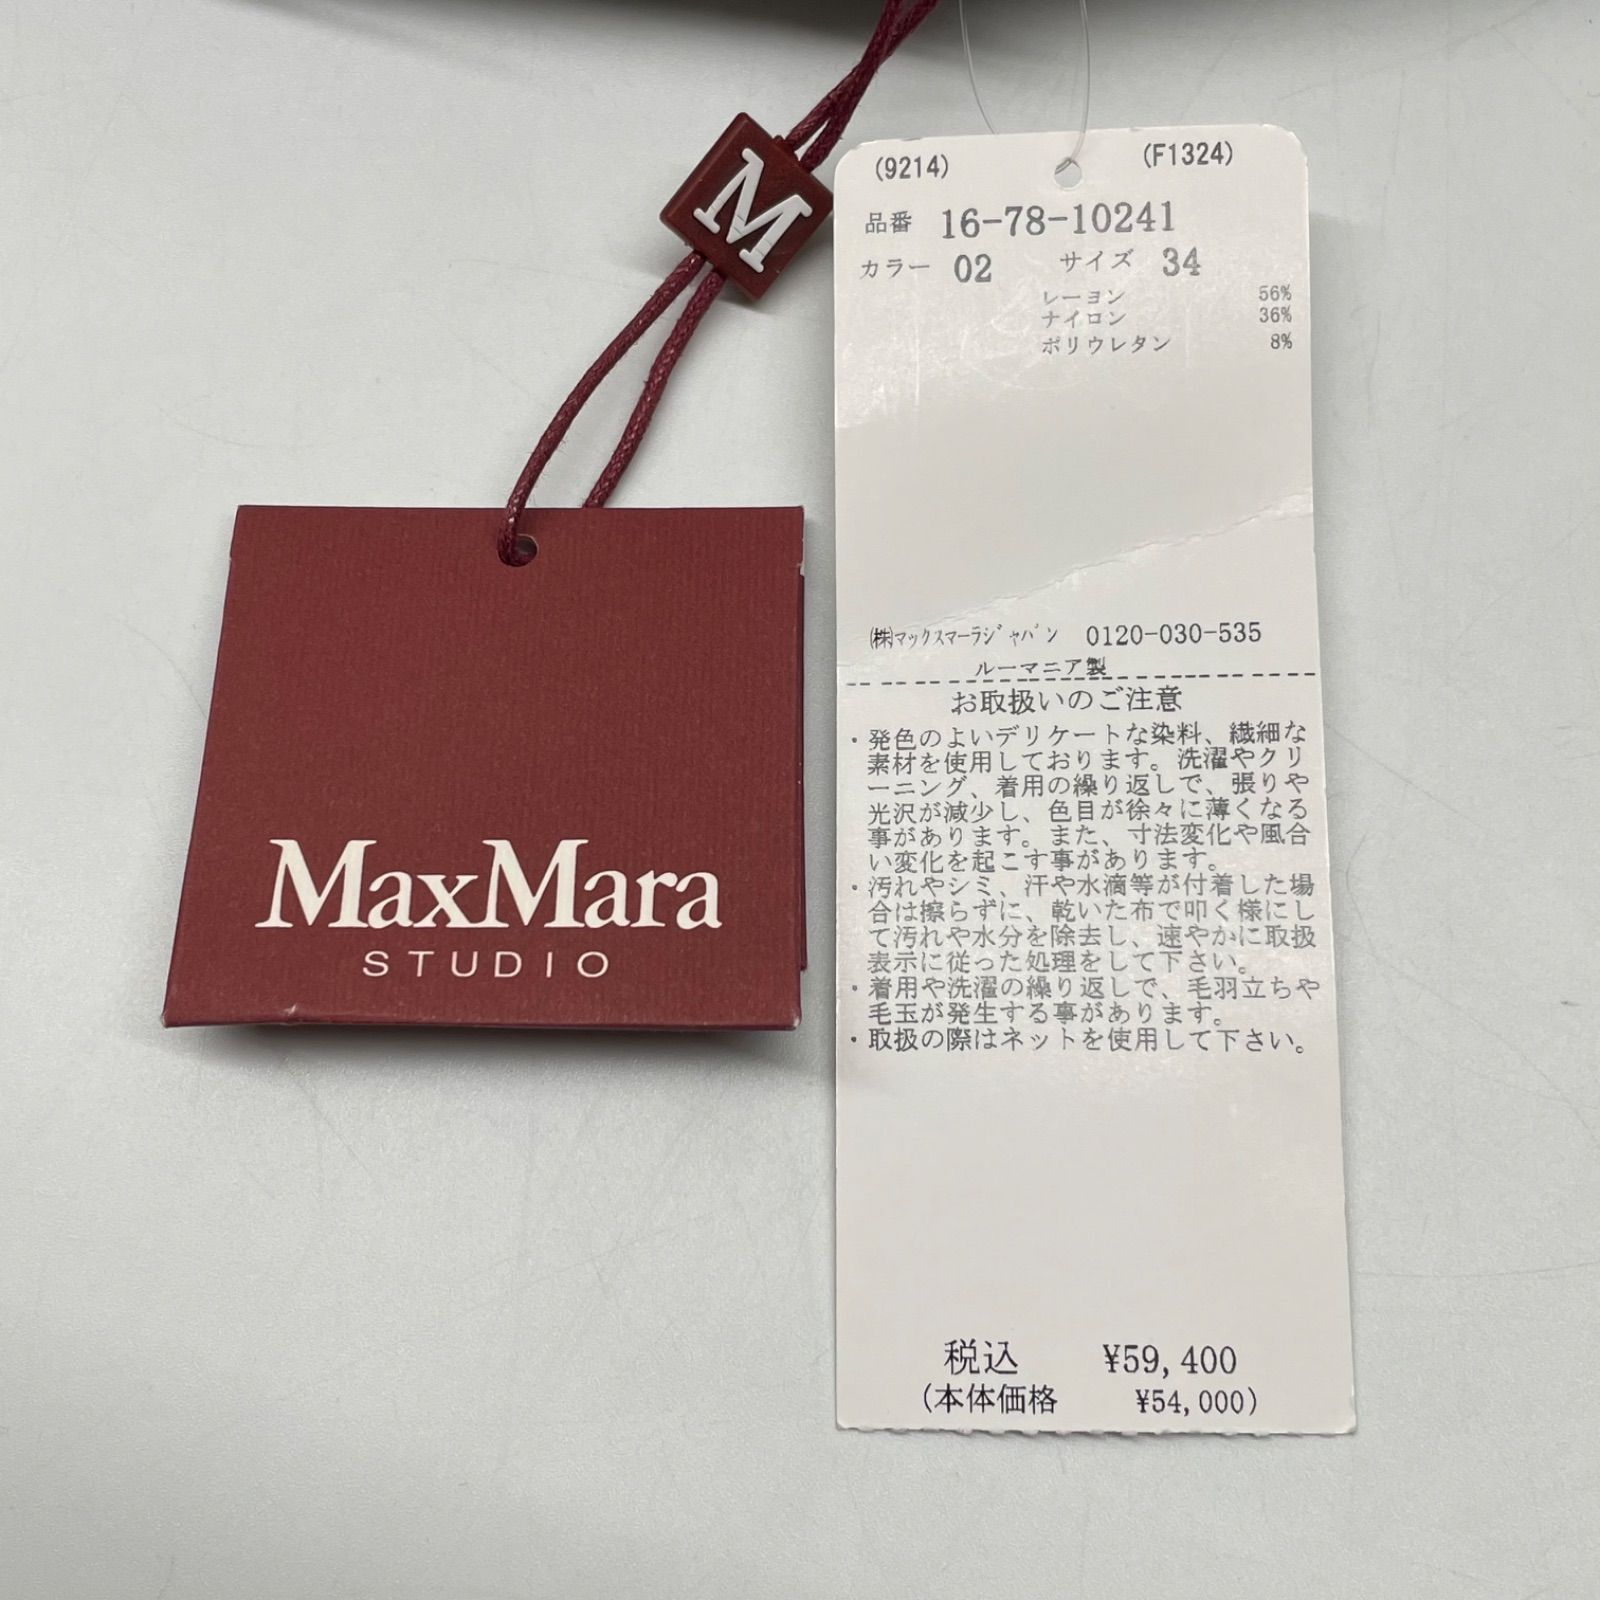 M
MaxMara
STUDIO
(9214) (F1324)
品番 16-78-10241
カラー 02 サイズ 34
レーヨン 56%
ナイロン 36%
ポリウレタン 8%
㈱マックスマーラジャパン 0120-030-535
ルーマニア製
お取扱いのご注意
・発色のよいデリケートな染料、繊細な
素材を使用しております。洗濯やクリ
ーニング、着用の繰り返しで、張りや
光沢が減少し、色目が徐々に薄くなる
事があります。また、寸法変化や風合
い変化を起こす事があります。
・汚れやシミ、汗や水滴等が付着した場
合は擦らずに、乾いた布で叩く様にし
て汚れや水分を除去し、速やかに取扱
表示に従った処理をして下さい。
・着用や洗濯の繰り返しで、毛羽立ちや
毛玉が発生する事があります。
・取扱の際はネットを使用して下さい。
税込 ¥59,400
(本体価格 ¥54,000)